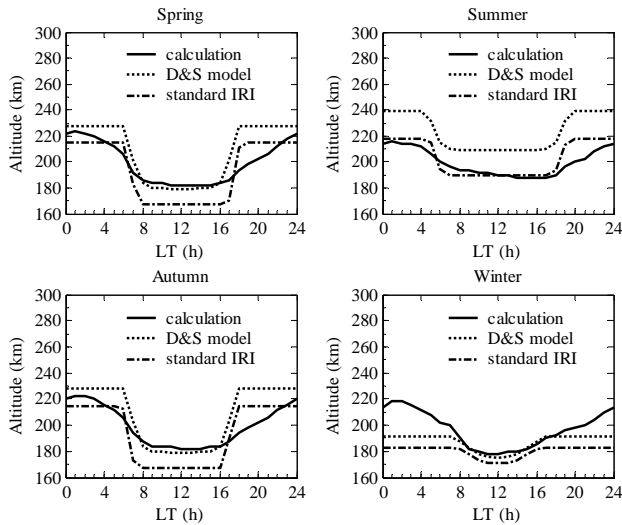 Spring
Summer
300
280
260
240
220
200
180
160
Altitude (km)
calculation
D&S model
standard IRI
0 4 8 12 16 20 24
LT (h)
300
280
260
240
220
200
180
160
Altitude (km)
calculation
D&S model
standard IRI
0 4 8 12 16 20 24
LT (h)
Autumn
Winter
300
280
260
240
220
200
180
160
Altitude (km)
calculation
D&S model
standard IRI
0 4 8 12 16 20 24
LT (h)
300
280
260
240
220
200
180
160
Altitude (km)
calculation
D&S model
standard IRI
0 4 8 12 16 20 24
LT (h)